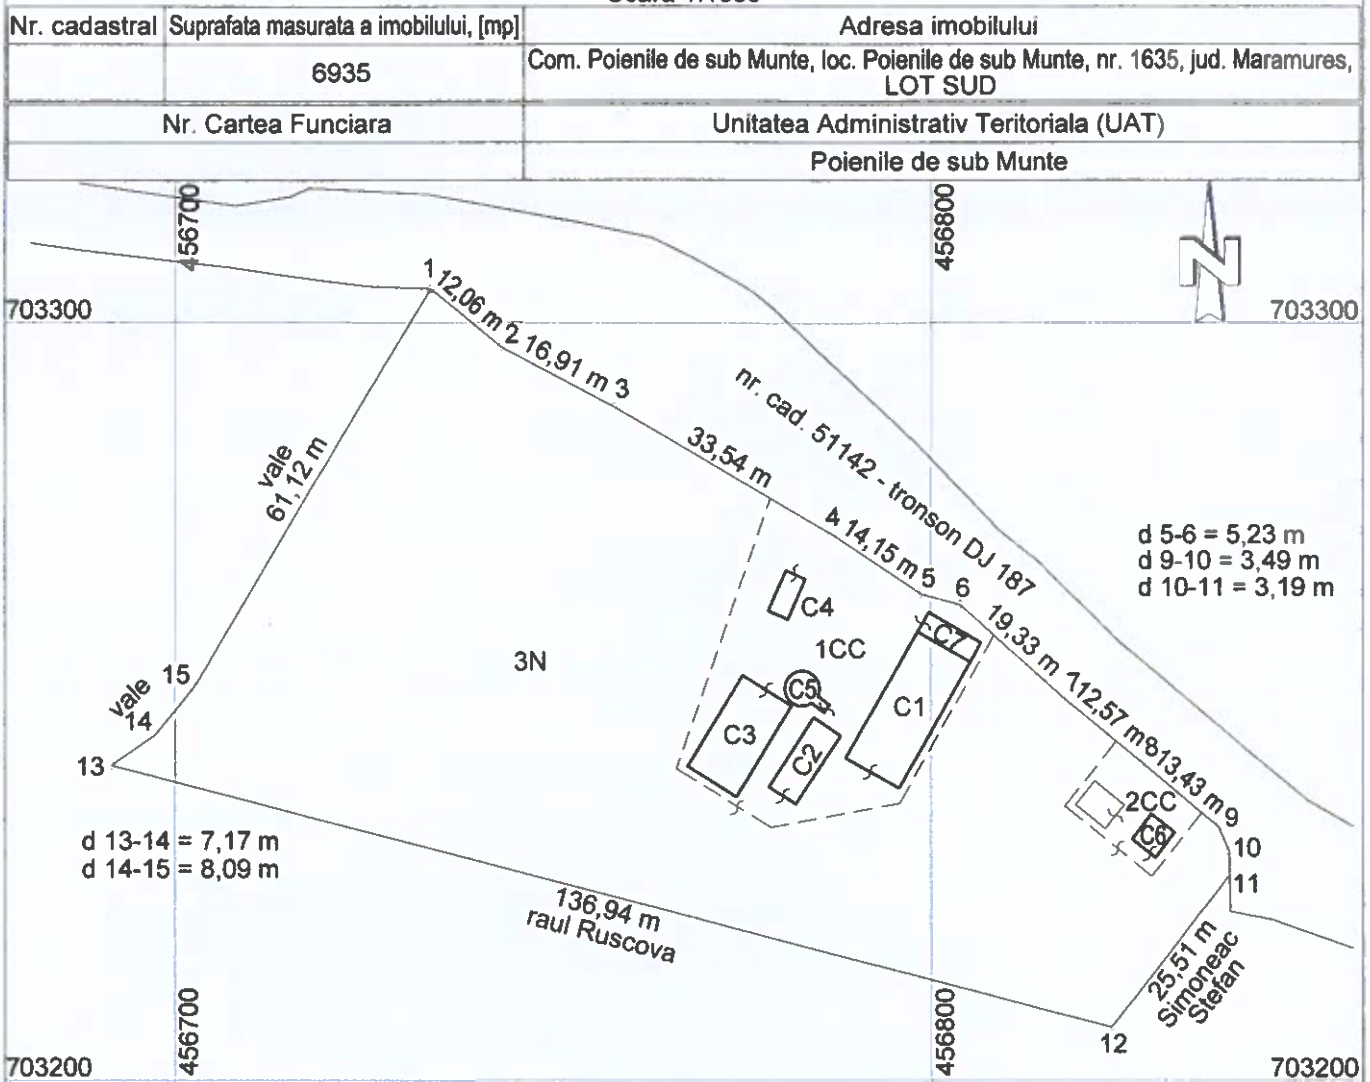 Nr. cadastral Suprafata masurata a imobilului, [mp] Adresa imobilului
6935
Com. Poienile de sub Munte, loc. Poienile de sub Munte, nr. 1635, jud. Maramures,
LOT SUD
Nr. Cartea Funciara Unitatea Administrativ Teritoriala (UAT)
Poienile de sub Munte
456700
456800
N
703300
703300
1
12,06 m
2
16,91 m
3
33,54 m
4
14,15 m
5
6
19,33 m
7
12,57 m
8
13,43 m
9
10
11
nr. cad. 51142 - tronson DJ 187
d 5-6 = 5,23 m
d 9-10 = 3,49 m
d 10-11 = 3,19 m
vale
61,12 m
C4
1CC
C7
C5
C1
C3
C2
3N
2CC
C6
15
vale
14
13
d 13-14 = 7,17 m
d 14-15 = 8,09 m
136,94 m
raul Ruscova
25,51 m
Simoneac
Stefan
12
456700
456800
703200
703200